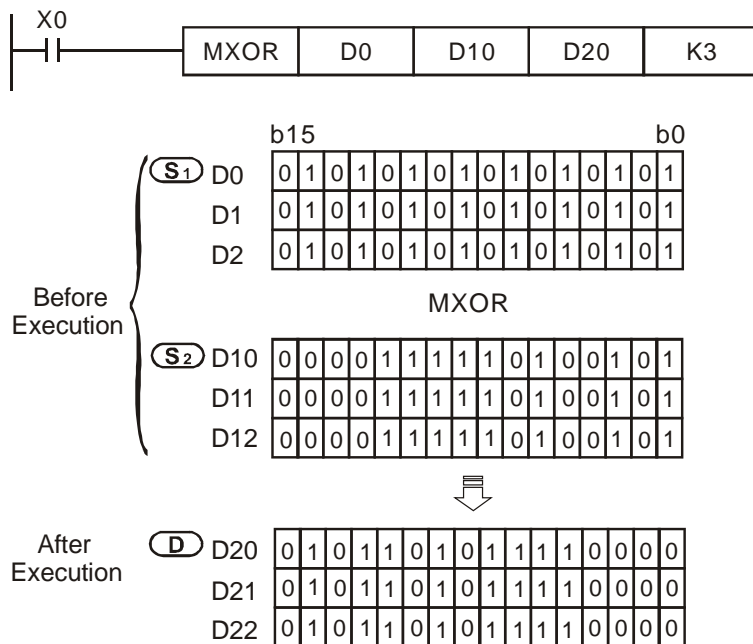 X0
MXOR D0 D10 D20 K3
b15 b0
S1 D0 0 1 0 1 0 1 0 1 0 1 0 1 0 1 0 1
D1 0 1 0 1 0 1 0 1 0 1 0 1 0 1 0 1
D2 0 1 0 1 0 1 0 1 0 1 0 1 0 1 0 1
Before
Execution
MXOR
S2 D10 0 0 0 0 1 1 1 1 1 0 1 0 0 1 0 1
D11 0 0 0 0 1 1 1 1 1 0 1 0 0 1 0 1
D12 0 0 0 0 1 1 1 1 1 0 1 0 0 1 0 1
After
Execution
D D20 0 1 0 1 1 0 1 0 1 1 1 1 0 0 0 0
D21 0 1 0 1 1 0 1 0 1 1 1 1 0 0 0 0
D22 0 1 0 1 1 0 1 0 1 1 1 1 0 0 0 0